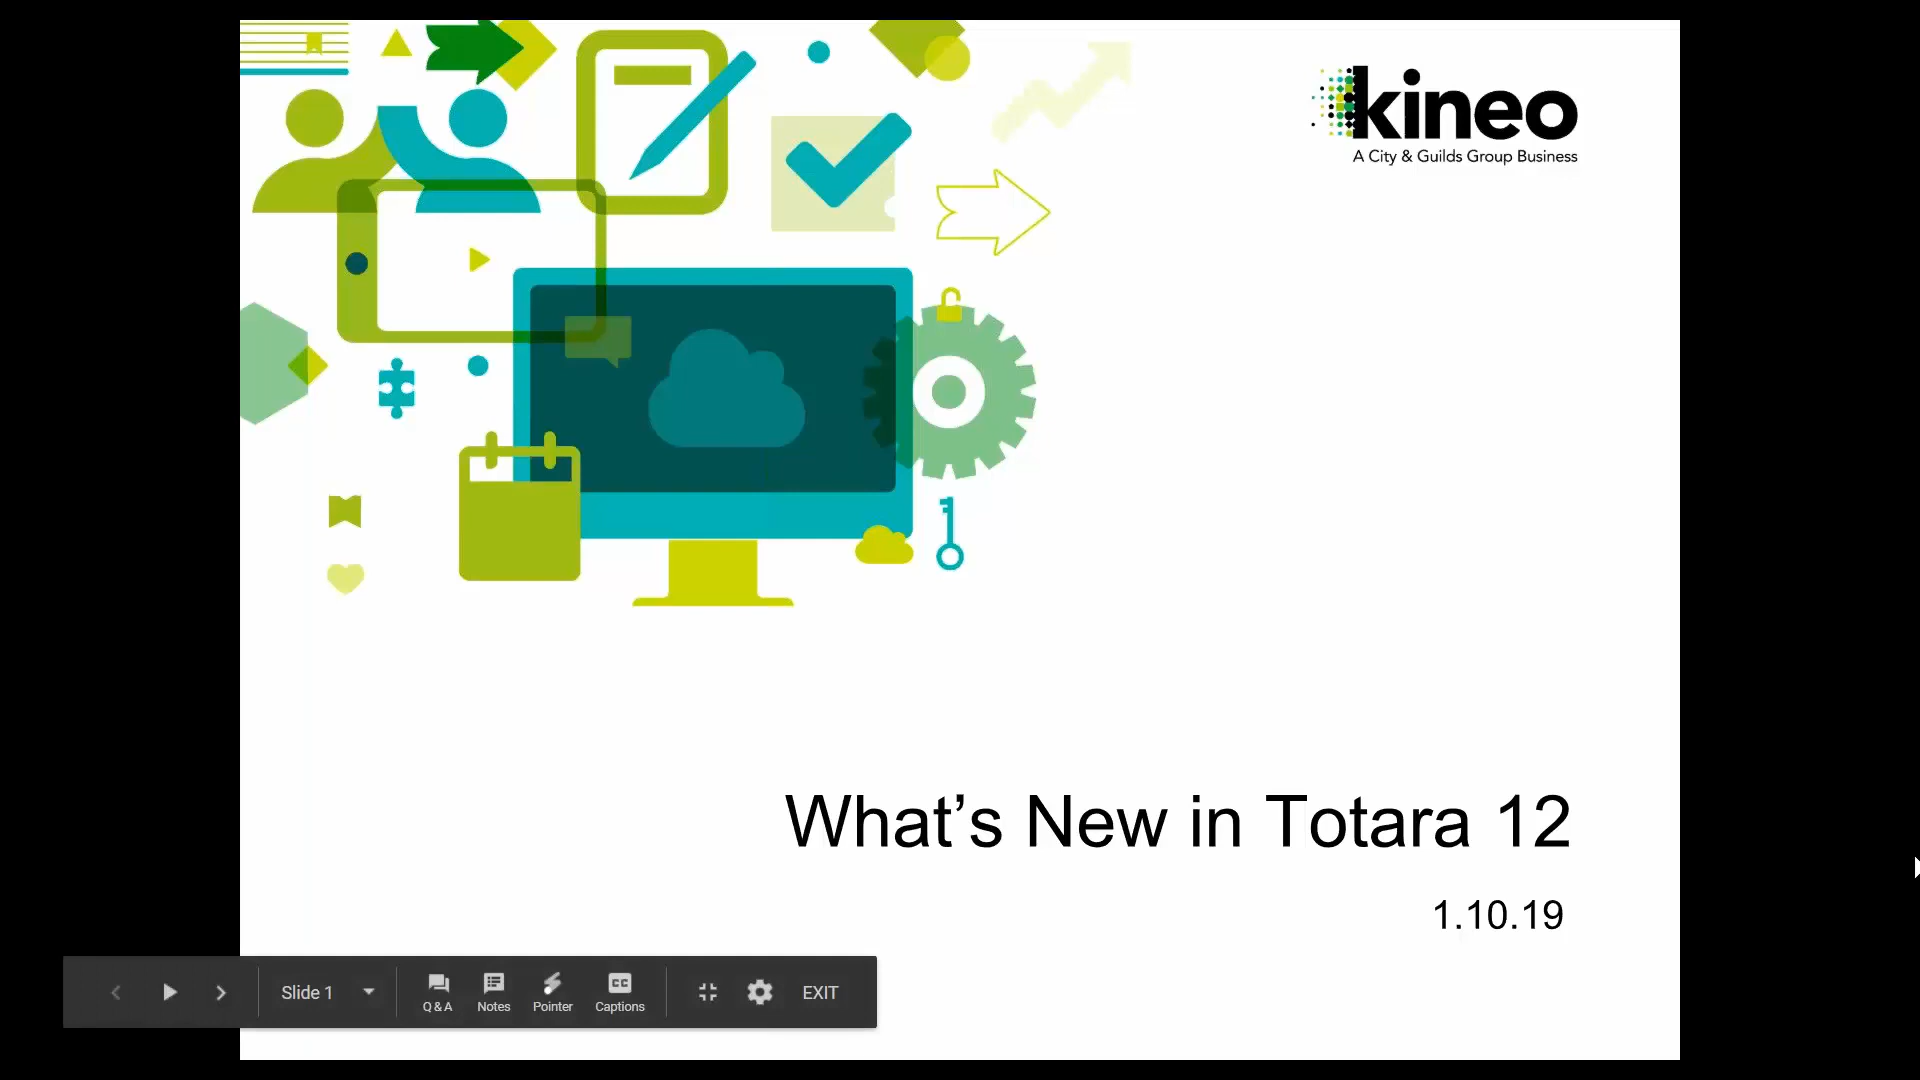 kineo
A City & Guilds Group Business
What's New in Totara 12
1.10.19
Slide 1
Q & A
Notes
Pointer
CC
Captions
EXIT